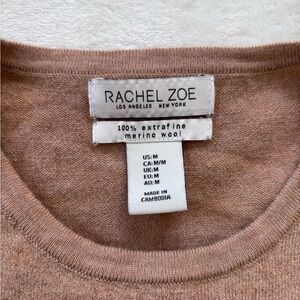 RACHEL ZOE
LOS ANGELES NEW YORK
100% extrafine
merino wool
US:M
CA:M/M
UK:M
EU:M
AU:M
MADE IN
CAMBODIA